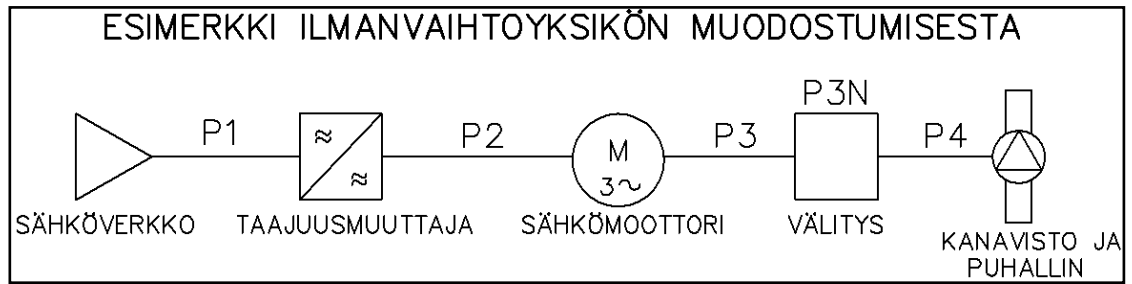 ESIMERKKI ILMANVAIHTOYKSIKÖN MUODOSTUMISESTA
P3N
P1
P2
P3
P4
≈
≈
M
3~
SÄHKÖVERKKO
TAAJUUSMUUTTAJA
SÄHKÖMOOTTORI
VÄLITYS
KANAVISTO JA
PUHALLIN